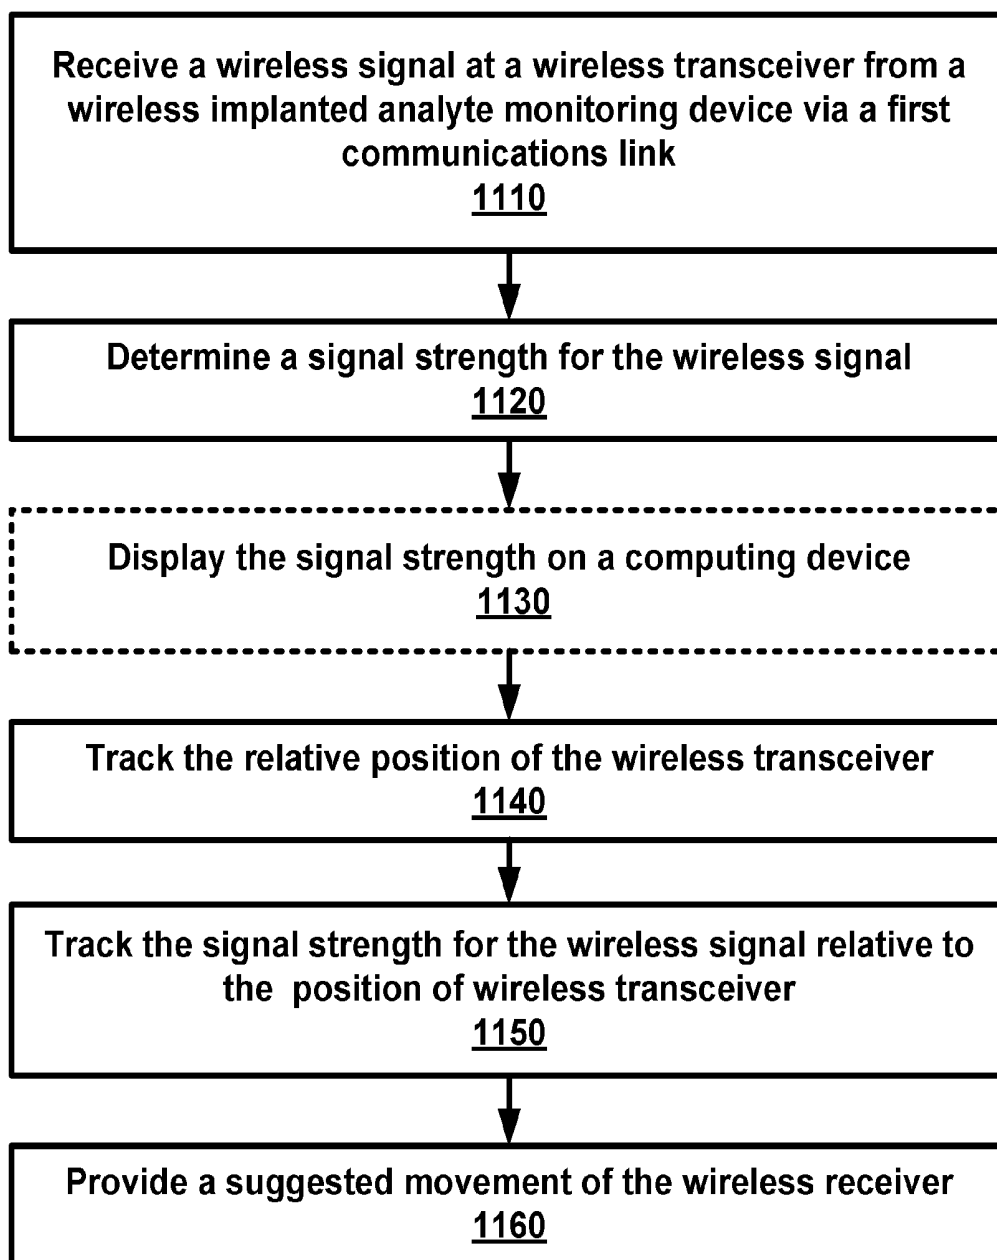 Receive a wireless signal at a wireless transceiver from a
wireless implanted analyte monitoring device via a first
communications link
1110
Determine a signal strength for the wireless signal
1120
Display the signal strength on a computing device
1130
Track the relative position of the wireless transceiver
1140
Track the signal strength for the wireless signal relative to
the  position of wireless transceiver
1150
Provide a suggested movement of the wireless receiver
1160